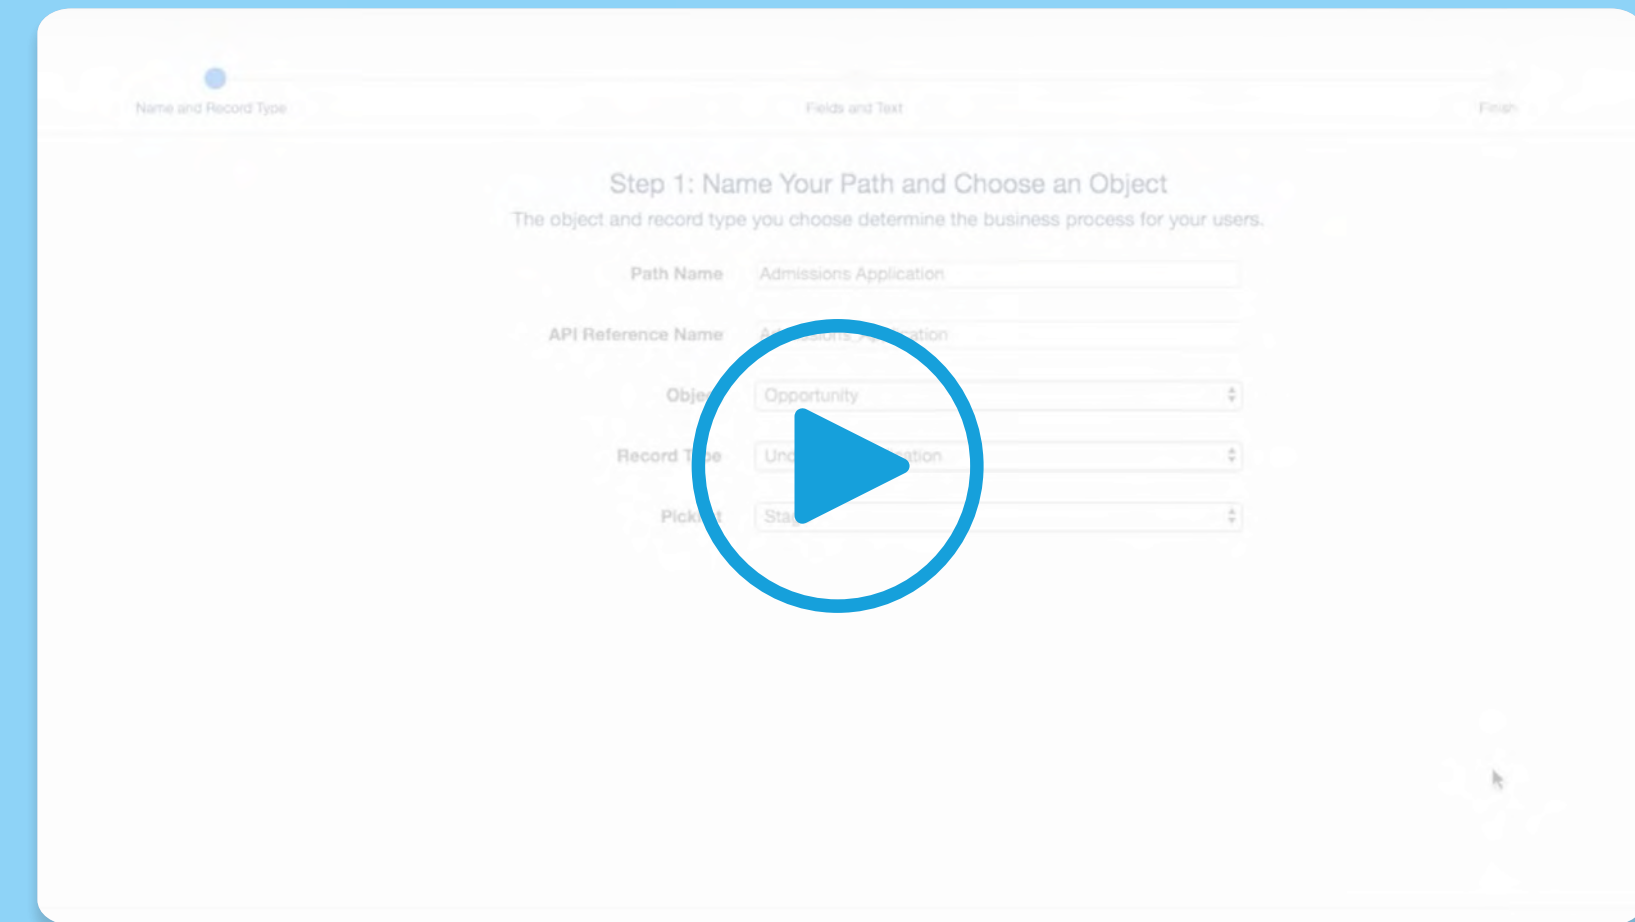 Name and Record Type
Fields and Text
Finish
Step 1: Name Your Path and Choose an Object
The object and record type you choose determine the business process for your users.
Path Name
Admissions Application
API Reference Name
Opportunity
Record